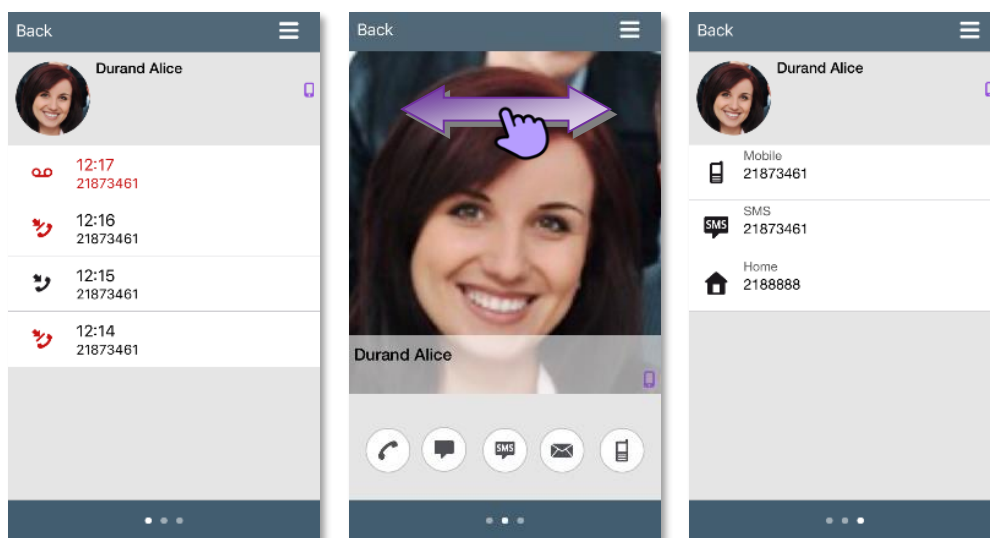 Back
Durand Alice
12:17
21873461
12:16
21873461
12:15
21873461
12:14
21873461
Back
Durand Alice
SMS
Back
Durand Alice
Mobile
21873461
SMS
SMS
21873461
Home
2188888